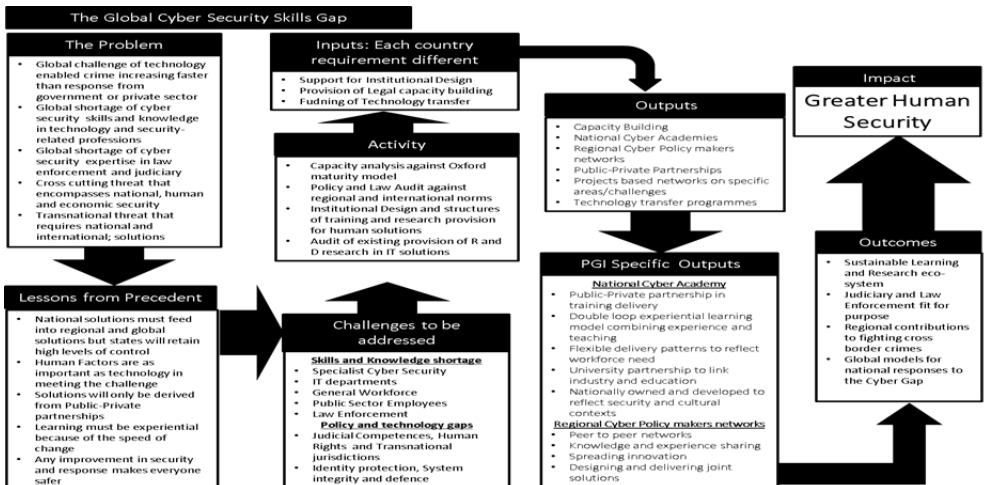 The Global Cyber Security Skills Gap
The Problem
• Global challenge of technology
enabled crime increasing faster
than response from
government or private sector
• Global shortage of cyber
security skills and knowledge
in technology and security-
related professions
• Global shortage of cyber
security expertise in law
enforcement and judiciary
• Cross cutting threat that
encompasses national, human
and economic security
• Transnational threat that
requires national and
international; solutions
Lessons from Precedent
• National solutions must feed
into regional and global
solutions but states will retain
high levels of control
• Human Factors are as
important as technology in
meeting the challenge
• Solutions will only be derived
from Public-Private
partnerships
• Learning must be experiential
because of the speed of
change
• Any improvement in security
and response makes everyone
safer
Challenges to be
addressed
Skills and Knowledge shortage
• Specialist Cyber Security
• IT departments
• General Workforce
• Public Sector Employees
• Law Enforcement
Policy and technology gaps
• Judicial Competences, Human
Rights and Transnational
jurisdictions
• Identity protection, System
integrity and defence
Activity
• Capacity analysis against Oxford
maturity model
• Policy and Law Audit against
regional and international norms
• Institutional Design and structures
of training and research provision
for human solutions
• Audit of existing provision of R and
D research in IT solutions
Inputs: Each country
requirement different
• Support for Institutional Design
• Provision of Legal capacity building
• Fudning of Technology transfer
Outputs
• Capacity Building
• National Cyber Academies
• Regional Cyber Policy makers
networks
• Public-Private Partnerships
• Projects based networks on specific
areas/challenges
• Technology transfer programmes
PGI Specific Outputs
National Cyber Academy
• Public-Private partnership in
training delivery
• Double loop experiential learning
model combining experience and
teaching
• Flexible delivery patterns to reflect
workforce need
• University partnership to link
industry and education
• Nationally owned and developed to
reflect security and cultural
contexts
Regional Cyber Policy makers networks
• Peer to peer networks
• Knowledge and experience sharing
• Spreading innovation
• Designing and delivering joint
solutions
Outcomes
• Sustainable Learning
and Research eco-
system
• Judiciary and Law
Enforcement fit for
purpose
• Regional contributions
to fighting cross
border crimes
• Global models for
national responses to
the Cyber Gap
Impact
Greater Human
Security